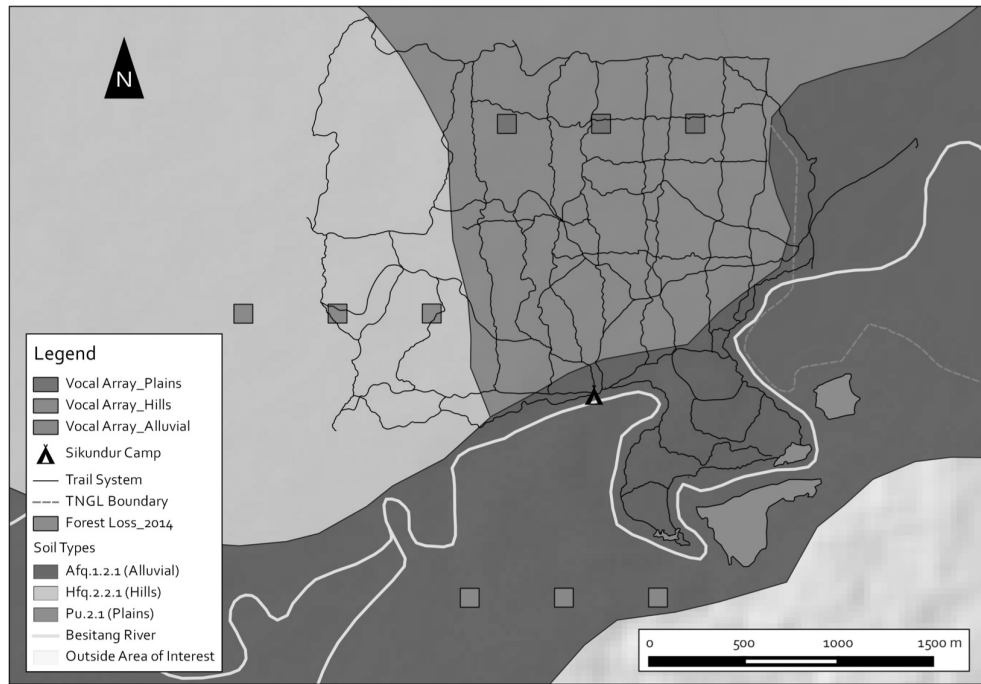 N
Legend
Vocal Array_Plains
Vocal Array_Hills
Vocal Array_Alluvial
Sikundur Camp
Trail System
TNGL Boundary
Forest Loss_2014
Soil Types
Afq.1.2.1 (Alluvial)
Hfq.2.2.1 (Hills)
Pu.2.1 (Plains)
Besitang River
Outside Area of Interest
0 500 1000 1500 m